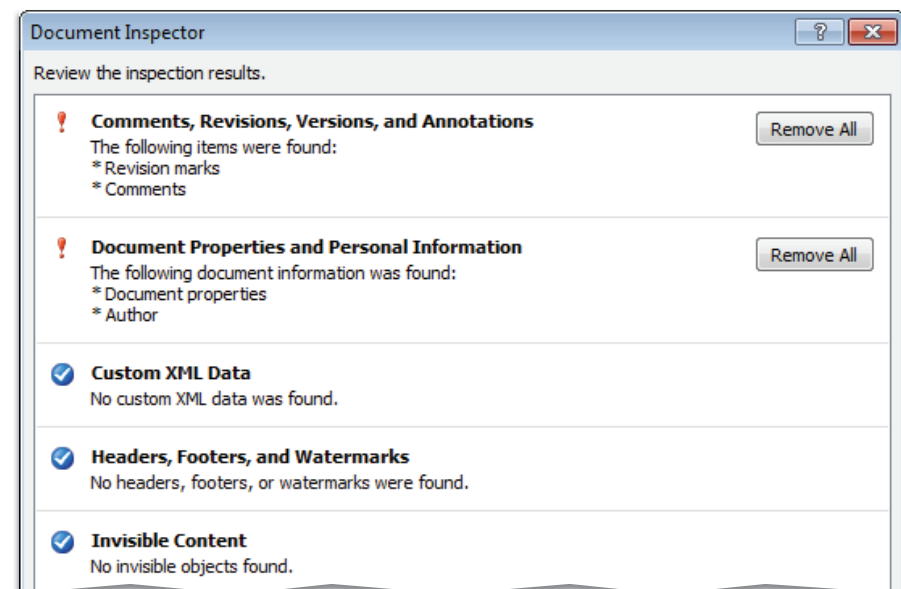 Document Inspector
Review the inspection results.
Comments, Revisions, Versions, and Annotations
Remove All
The following items were found:
* Revision marks
* Comments
Document Properties and Personal Information
Remove All
The following document information was found:
* Document properties
* Author
Custom XML Data
No custom XML data was found.
Headers, Footers, and Watermarks
No headers, footers, or watermarks were found.
Invisible Content
No invisible objects found.